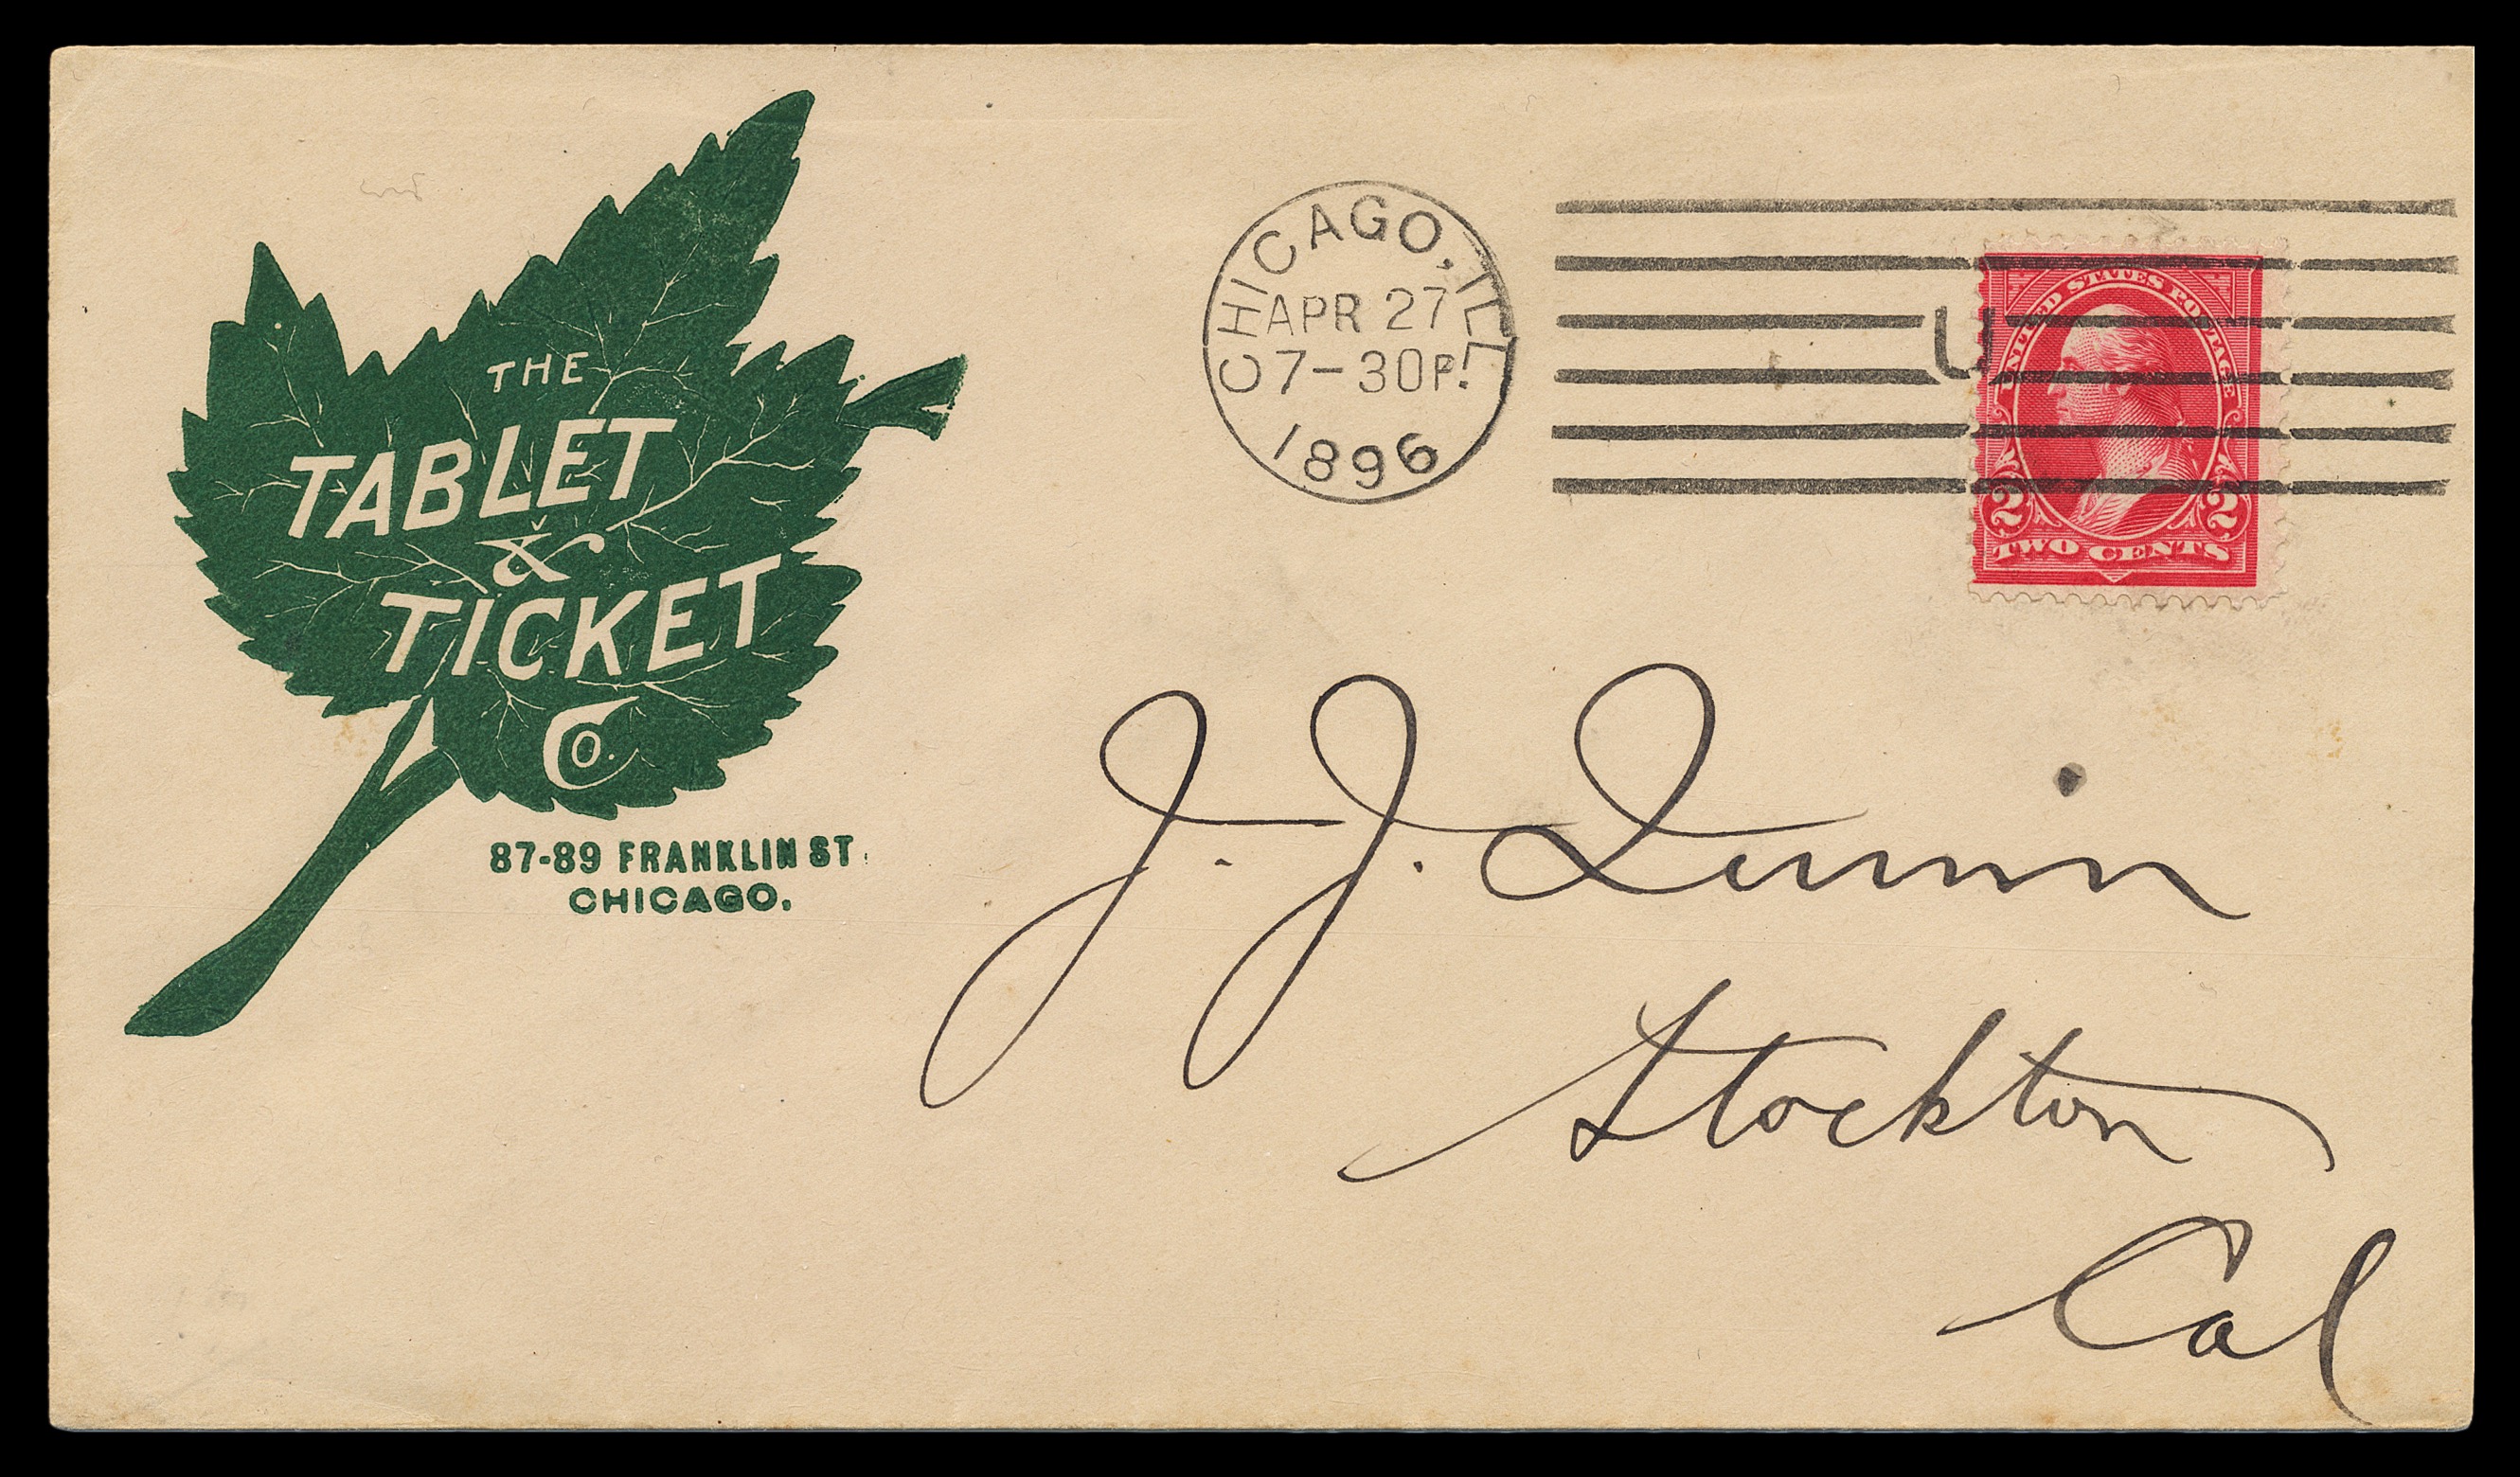 THE
TABLET
&
TICKET
CO.
87-89 FRANKLIN ST.
CHICAGO.
CHICAGO, ILL.
APR 27
7-30P.
1896
U
UNITED STATES POSTAGE
2 2
TWO CENTS
J. J. Quinn
Stockton
Cal